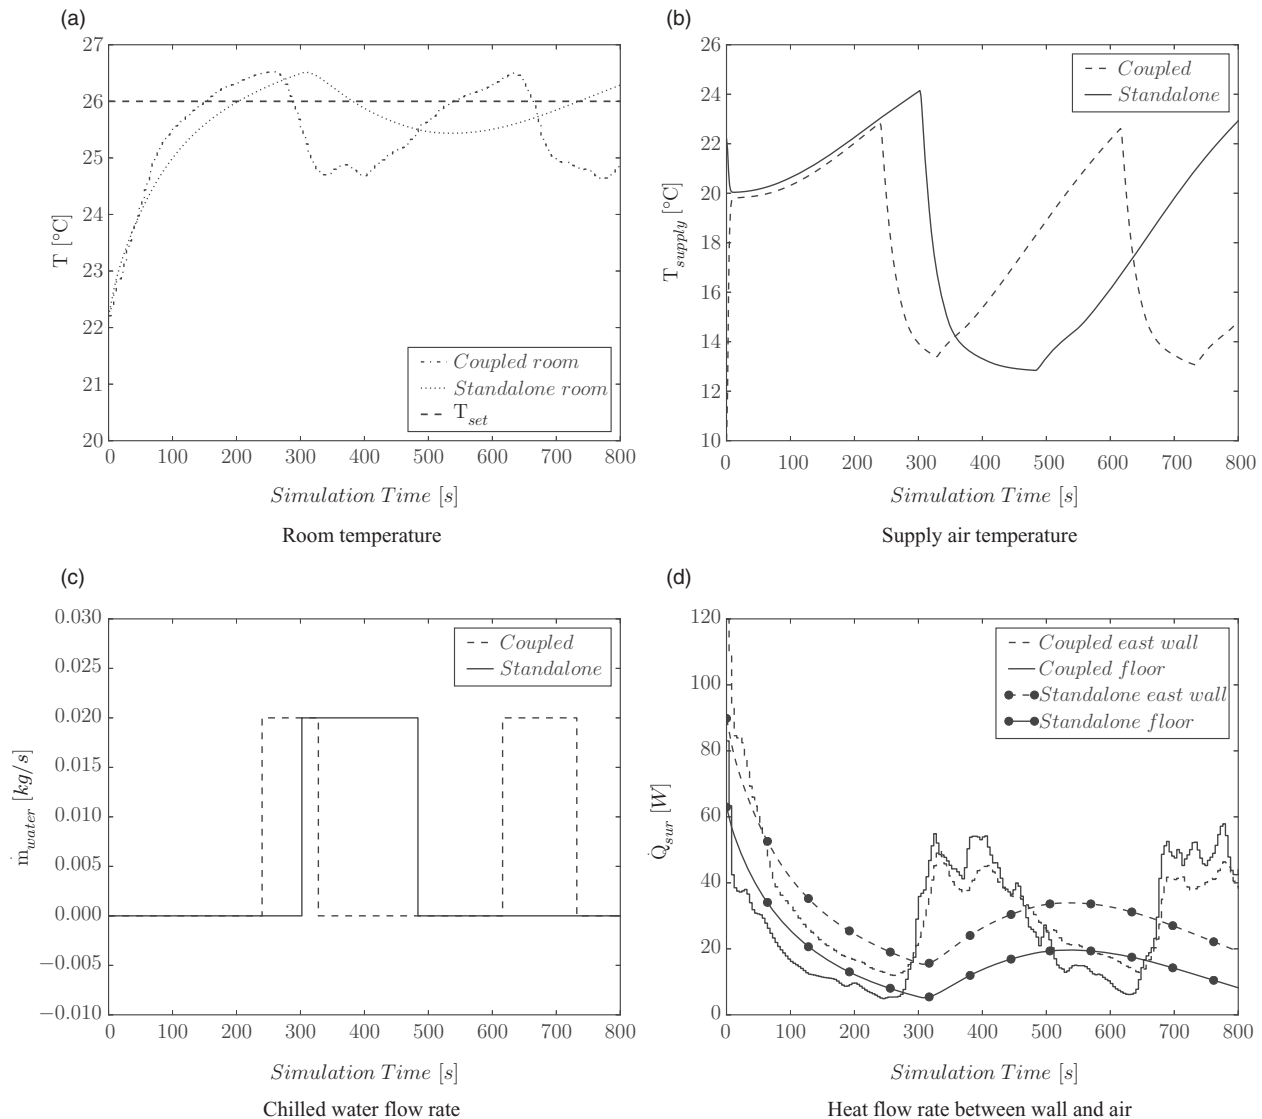 (a)
27
26
25
24
23
22
21
20
T [°C]
Coupled room
Standalone room
T_set
0 100 200 300 400 500 600 700 800
Simulation Time [s]
Room temperature
(b)
26
24
22
20
18
16
14
12
10
T_supply [°C]
Coupled
Standalone
0 100 200 300 400 500 600 700 800
Simulation Time [s]
Supply air temperature
(c)
0.030
0.025
0.020
0.015
0.010
0.005
0.000
−0.005
−0.010
ṁ_water [kg/s]
Coupled
Standalone
0 100 200 300 400 500 600 700 800
Simulation Time [s]
Chilled water flow rate
(d)
120
100
80
60
40
20
0
Q̇_sur [W]
Coupled east wall
Coupled floor
Standalone east wall
Standalone floor
0 100 200 300 400 500 600 700 800
Simulation Time [s]
Heat flow rate between wall and air